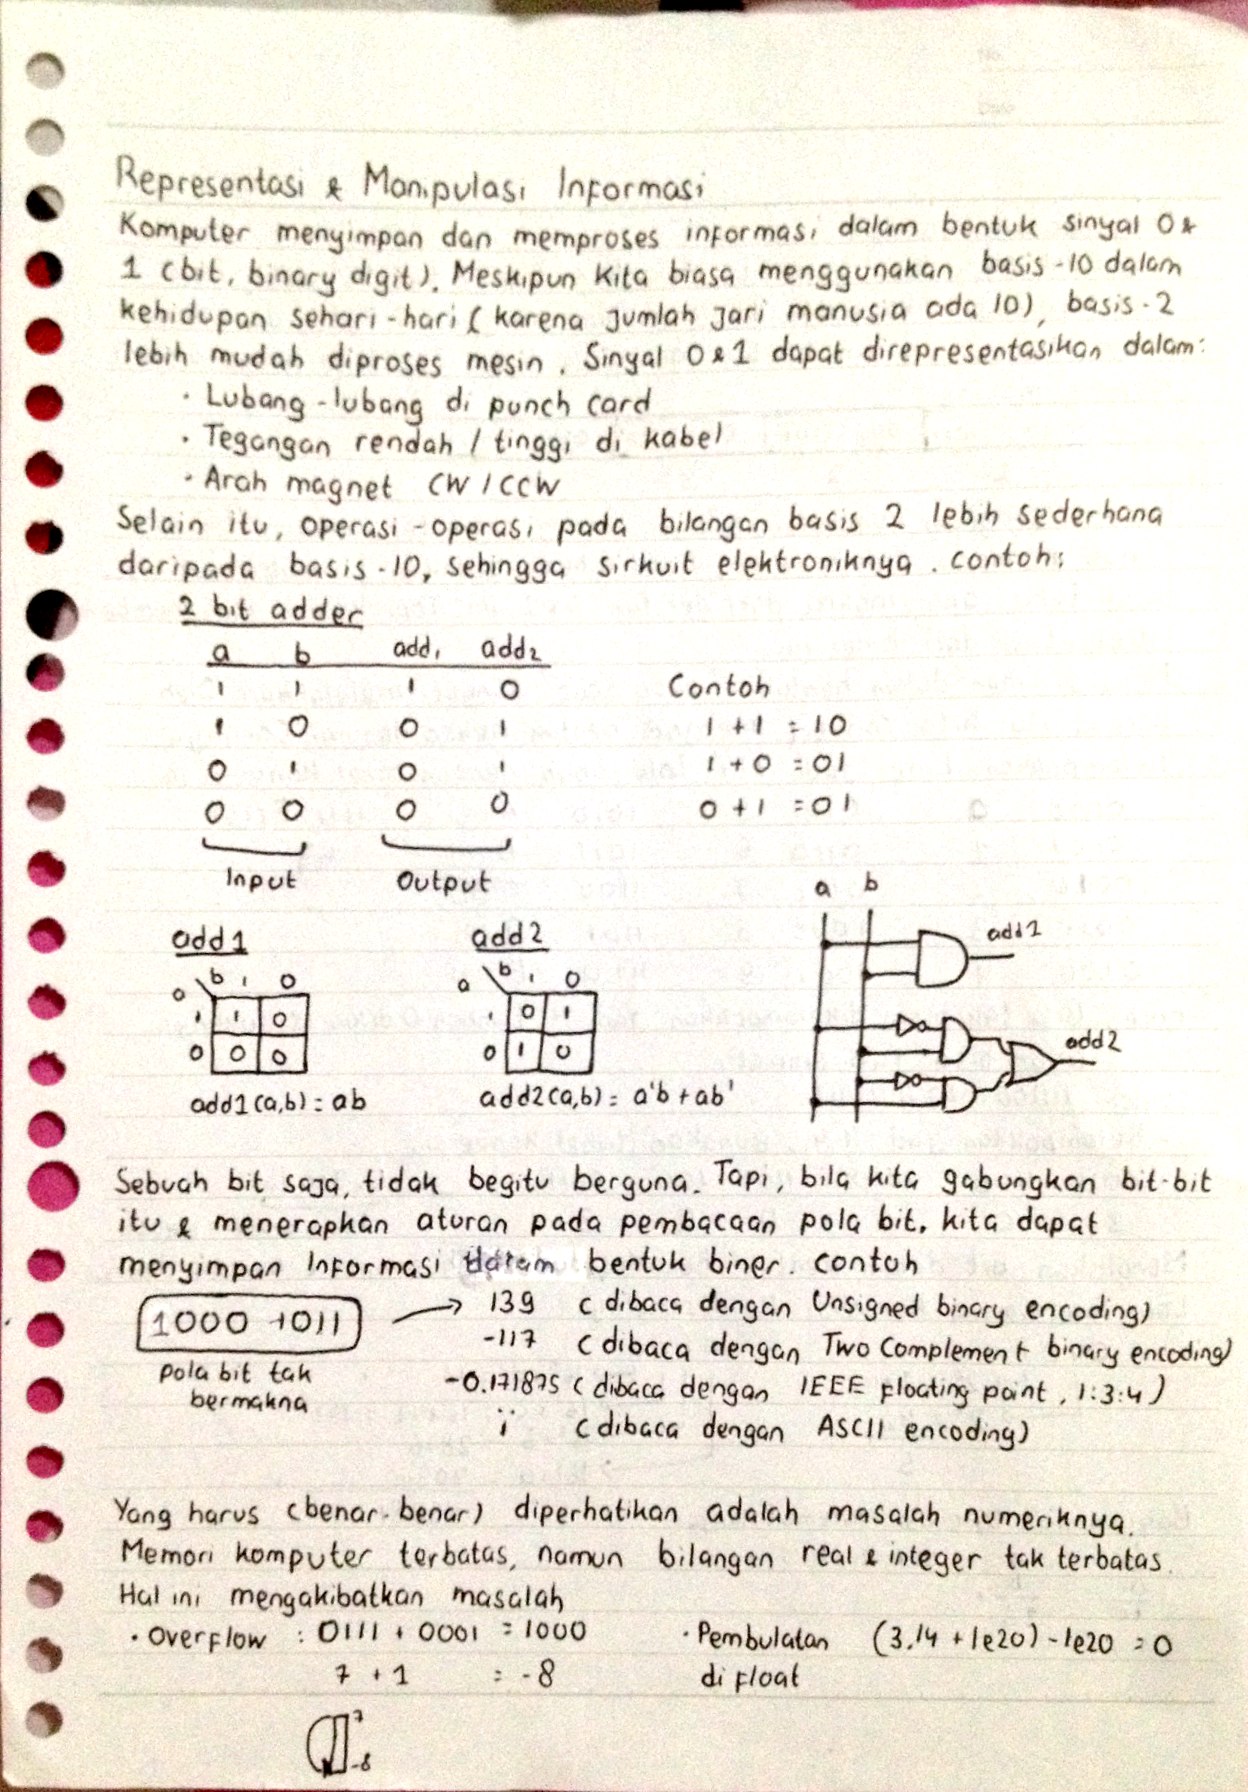 Representasi & Manipulasi Informasi
Komputer menyimpan dan memproses informasi dalam bentuk sinyal 0 &
1 (bit, binary digit). Meskipun kita biasa menggunakan basis-10 dalam
kehidupan sehari-hari (karena jumlah jari manusia ada 10), basis-2
lebih mudah diproses mesin. Sinyal 0 & 1 dapat direpresentasikan dalam:
· Lubang-lubang di punch card
· Tegangan rendah / tinggi di kabel
· Arah magnet CW / CCW
Selain itu, operasi-operasi pada bilangan basis 2 lebih sederhana
daripada basis-10, sehingga sirkuit elektroniknya. contoh:
2 bit adder
a b add1 add2
1 1 1 0 Contoh
1 0 0 1 1 + 1 = 10
0 1 0 1 1 + 0 = 01
0 0 0 0 0 + 1 = 01
Input Output
a b
add1 add2 add1
b 1 0 b 1 0
a a
1 1 0 1 0 1
0 0 0 0 1 0 add2
add1(a,b) = ab add2(a,b) = a'b + ab'
Sebuah bit saja, tidak begitu berguna. Tapi, bila kita gabungkan bit-bit
itu & menerapkan aturan pada pembacaan pola bit. kita dapat
menyimpan Informasi dalam bentuk biner. contoh
1000 1011 → 139 (dibaca dengan Unsigned binary encoding)
-117 (dibaca dengan Two Complement binary encoding)
pola bit tak
-0.171875 (dibaca dengan IEEE floating point, 1:3:4)
bermakna
ï (dibaca dengan ASCII encoding)
Yang harus (benar-benar) diperhatikan adalah masalah numeriknya.
Memori komputer terbatas, namun bilangan real & integer tak terbatas.
Hal ini mengakibatkan masalah
· Overflow : 0111 + 0001 = 1000 · Pembulatan (3.14 + 1e20) - 1e20 = 0
7 + 1 = -8 di float
7
-8